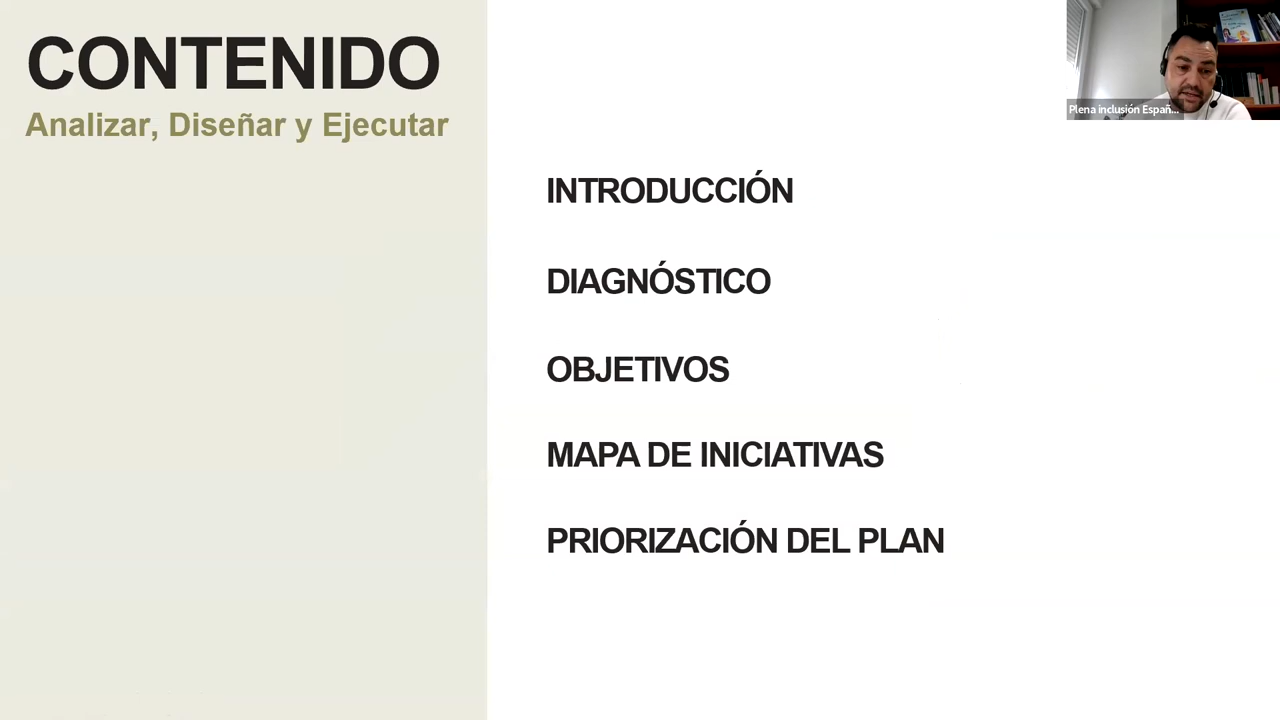 CONTENIDO
Analizar, Diseñar y Ejecutar
Plena inclusión Españ...
INTRODUCCIÓN
DIAGNÓSTICO
OBJETIVOS
MAPA DE INICIATIVAS
PRIORIZACIÓN DEL PLAN